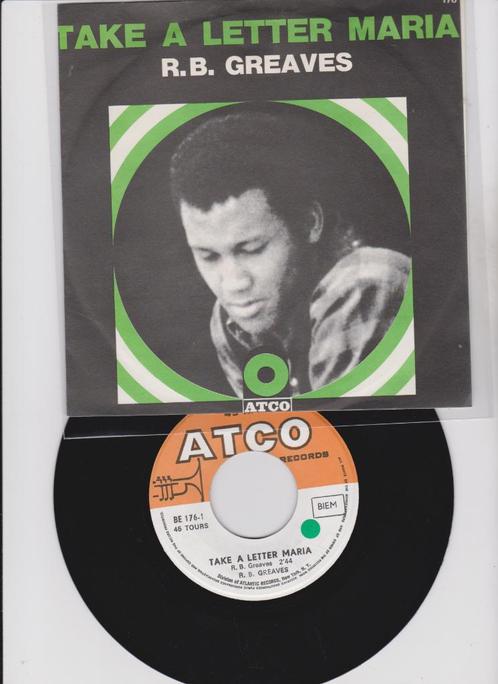 TAKE A LETTER MARIA
R.B. GREAVES
ATCO
ATCO
RECORDS
BE 176-1
45 TOURS
BIEM
TAKE A LETTER MARIA
R. B. Greaves 2'44
R. B. GREAVES
Division of ATLANTIC RECORDS, New York, N. Y.